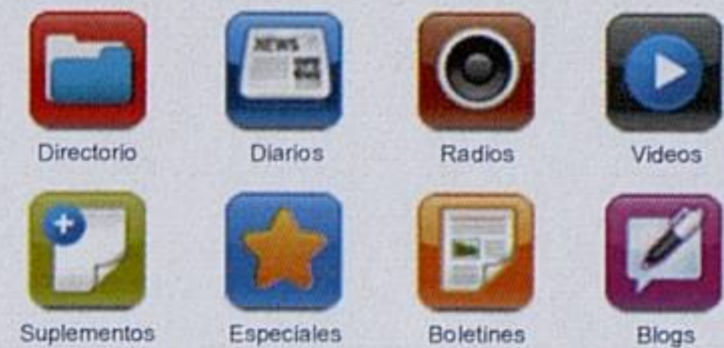 NEWS
Directorio Diarios Radios Videos
Suplementos Especiales Boletines Blogs